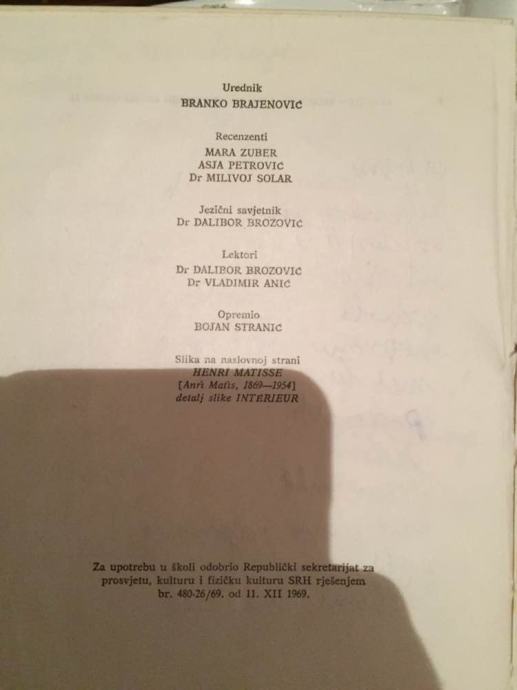 Urednik
BRANKO BRAJENOVIĆ
Recenzenti
MARA ZUBER
ASJA PETROVIĆ
Dr MILIVOJ SOLAR
Jezični savjetnik
Dr DALIBOR BROZOVIĆ
Lektori
Dr DALIBOR BROZOVIĆ
Dr VLADIMIR ANIĆ
Opremio
BOJAN STRANIĆ
Slika na naslovnoj strani
HENRI MATISSE
[Anri Matis, 1869—1954]
detalj slike INTERIEUR
Za upotrebu u školi odobrio Republički sekretarijat za
prosvjetu, kulturu i fizičku kulturu SRH rješenjem
br. 480-26/69. od 11. XII 1969.